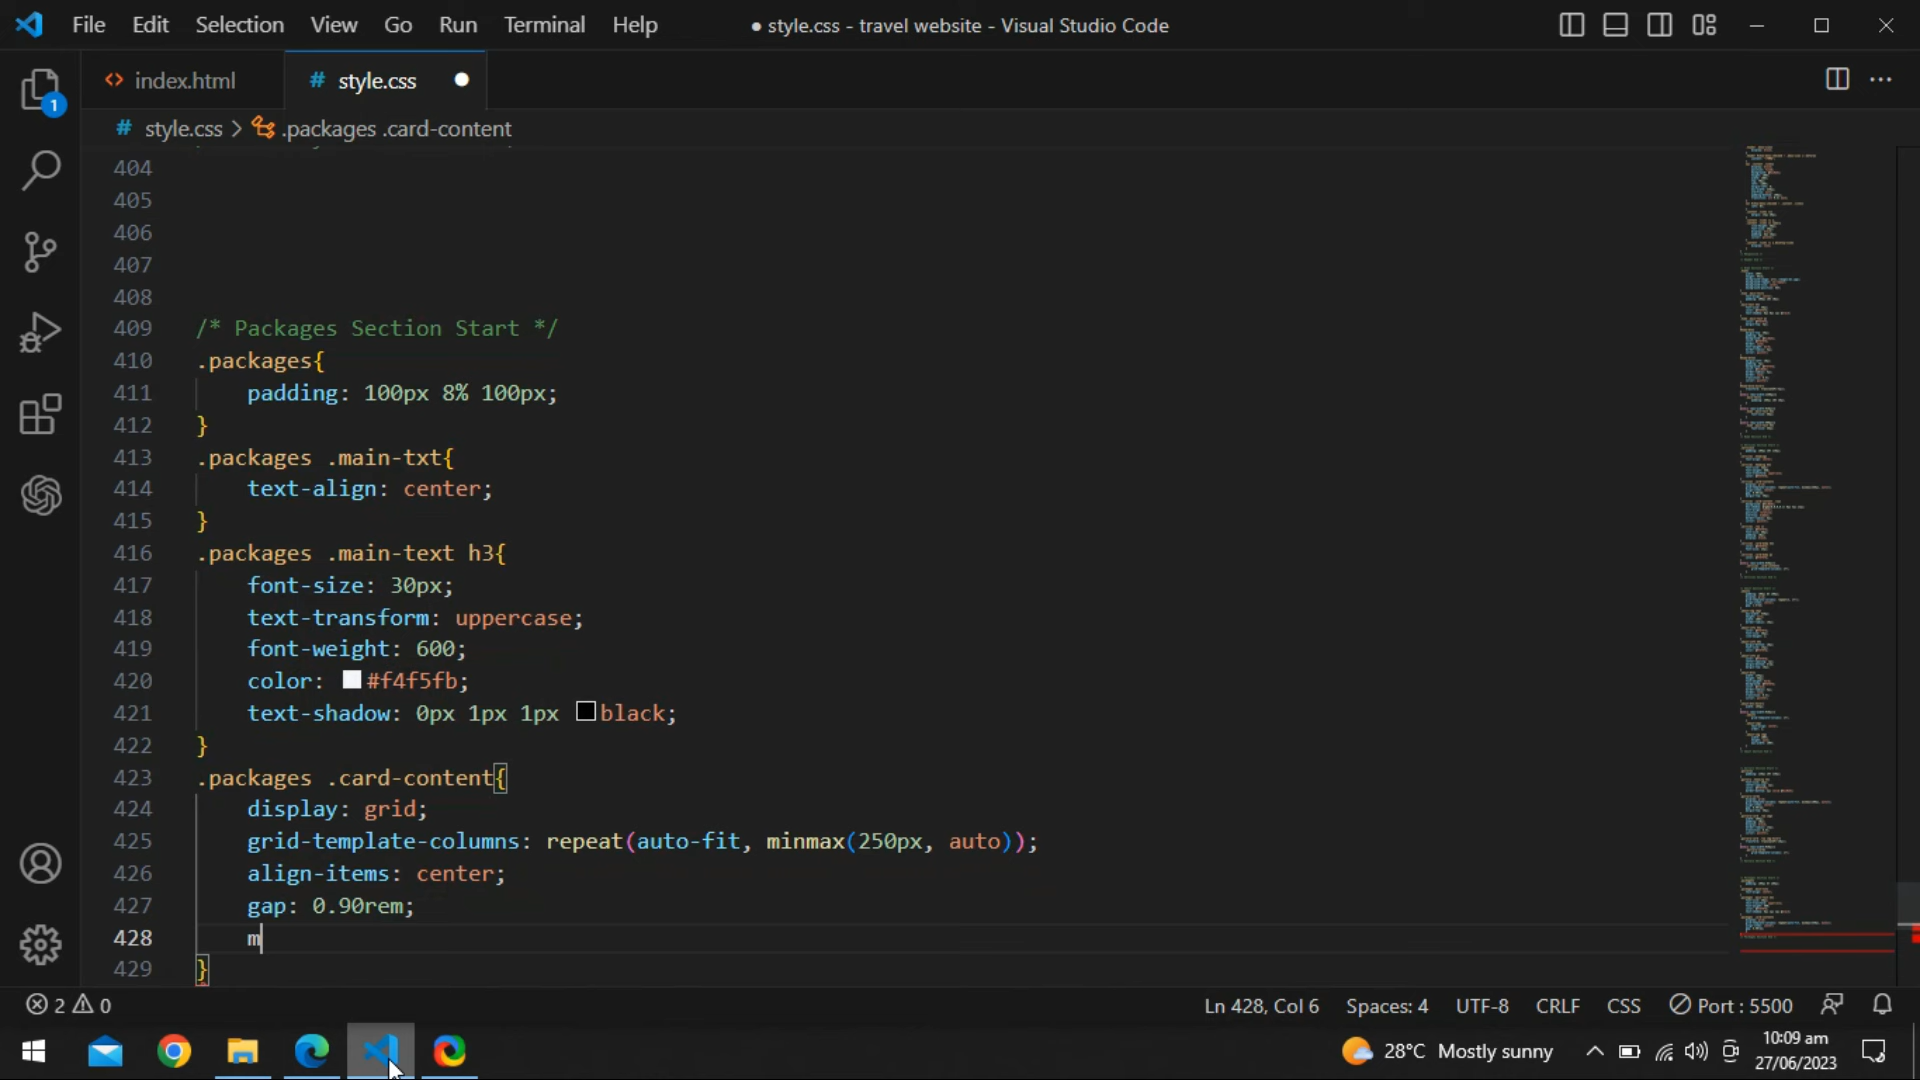 File Edit Selection View Go Run Terminal Help ● style.css - travel website - Visual Studio Code
<> index.html # style.css ●
# style.css > .packages .card-content
1
404
405
406
407
408
409 /* Packages Section Start */
410 .packages{
411 padding: 100px 8% 100px;
412 }
413 .packages .main-txt{
414 text-align: center;
415 }
416 .packages .main-text h3{
417 font-size: 30px;
418 text-transform: uppercase;
419 font-weight: 600;
420 color: #f4f5fb;
421 text-shadow: 0px 1px 1px black;
422 }
423 .packages .card-content{
424 display: grid;
425 grid-template-columns: repeat(auto-fit, minmax(250px, auto));
426 align-items: center;
427 gap: 0.90rem;
428 m
429 }
2 0 Ln 428, Col 6 Spaces: 4 UTF-8 CRLF CSS Port : 5500
28°C Mostly sunny 10:09 am
27/06/2023